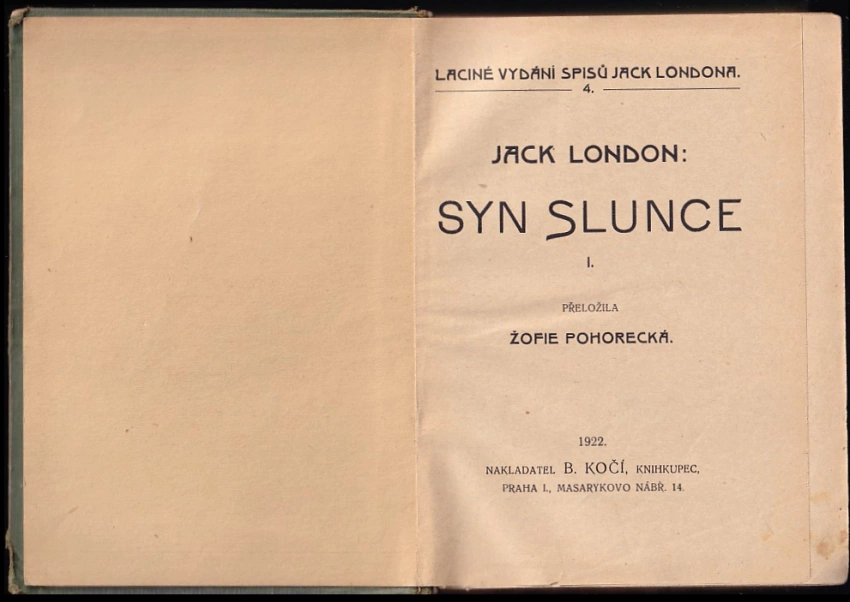 LACINÉ VYDÁNÍ SPISŮ JACK LONDONA.
4.
JACK LONDON:
SYN SLUNCE
I.
PŘELOŽILA
ŽOFIE POHORECKÁ.
1922.
NAKLADATEL B. KOČÍ, KNIHKUPEC,
PRAHA I., MASARYKOVO NÁBŘ. 14.